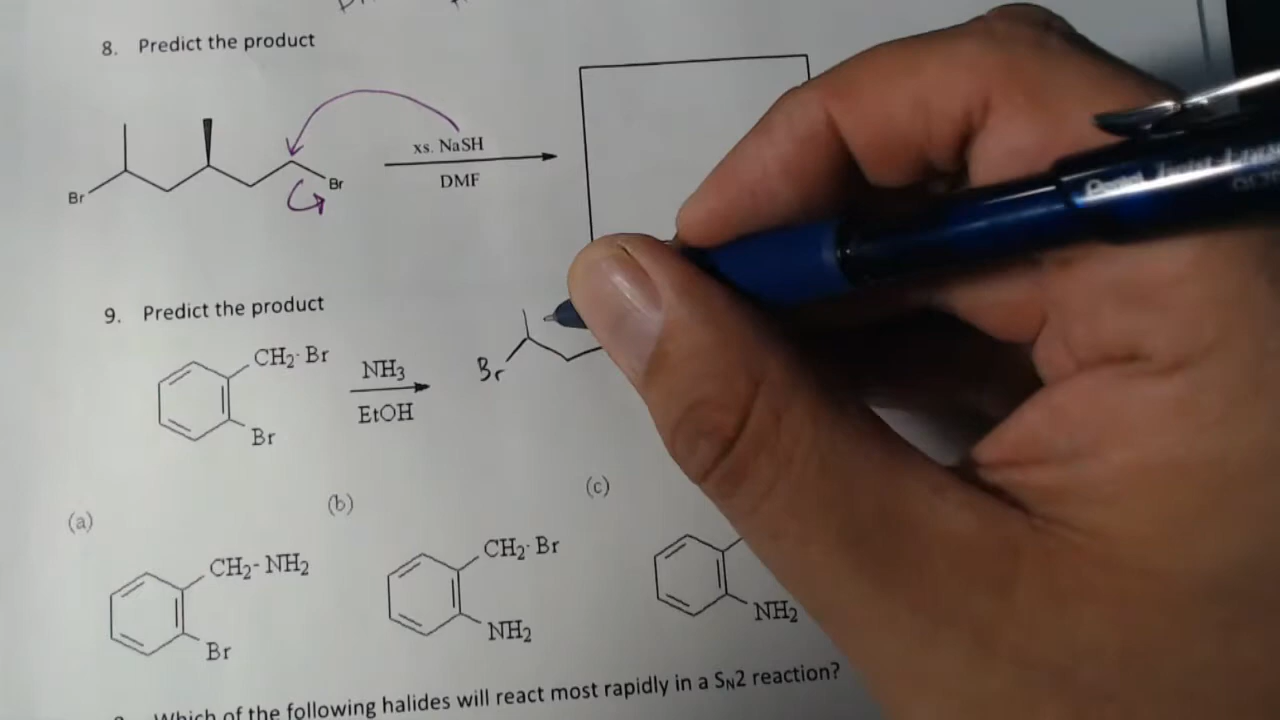 8. Predict the product
xs. NaSH
DMF
Br
Br
9. Predict the product
CH2· Br
Br
NH3
EtOH
Br
(a)
(b)
(c)
CH2- NH2
Br
CH2· Br
NH2
NH2
Which of the following halides will react most rapidly in a SN2 reaction?
Pentel